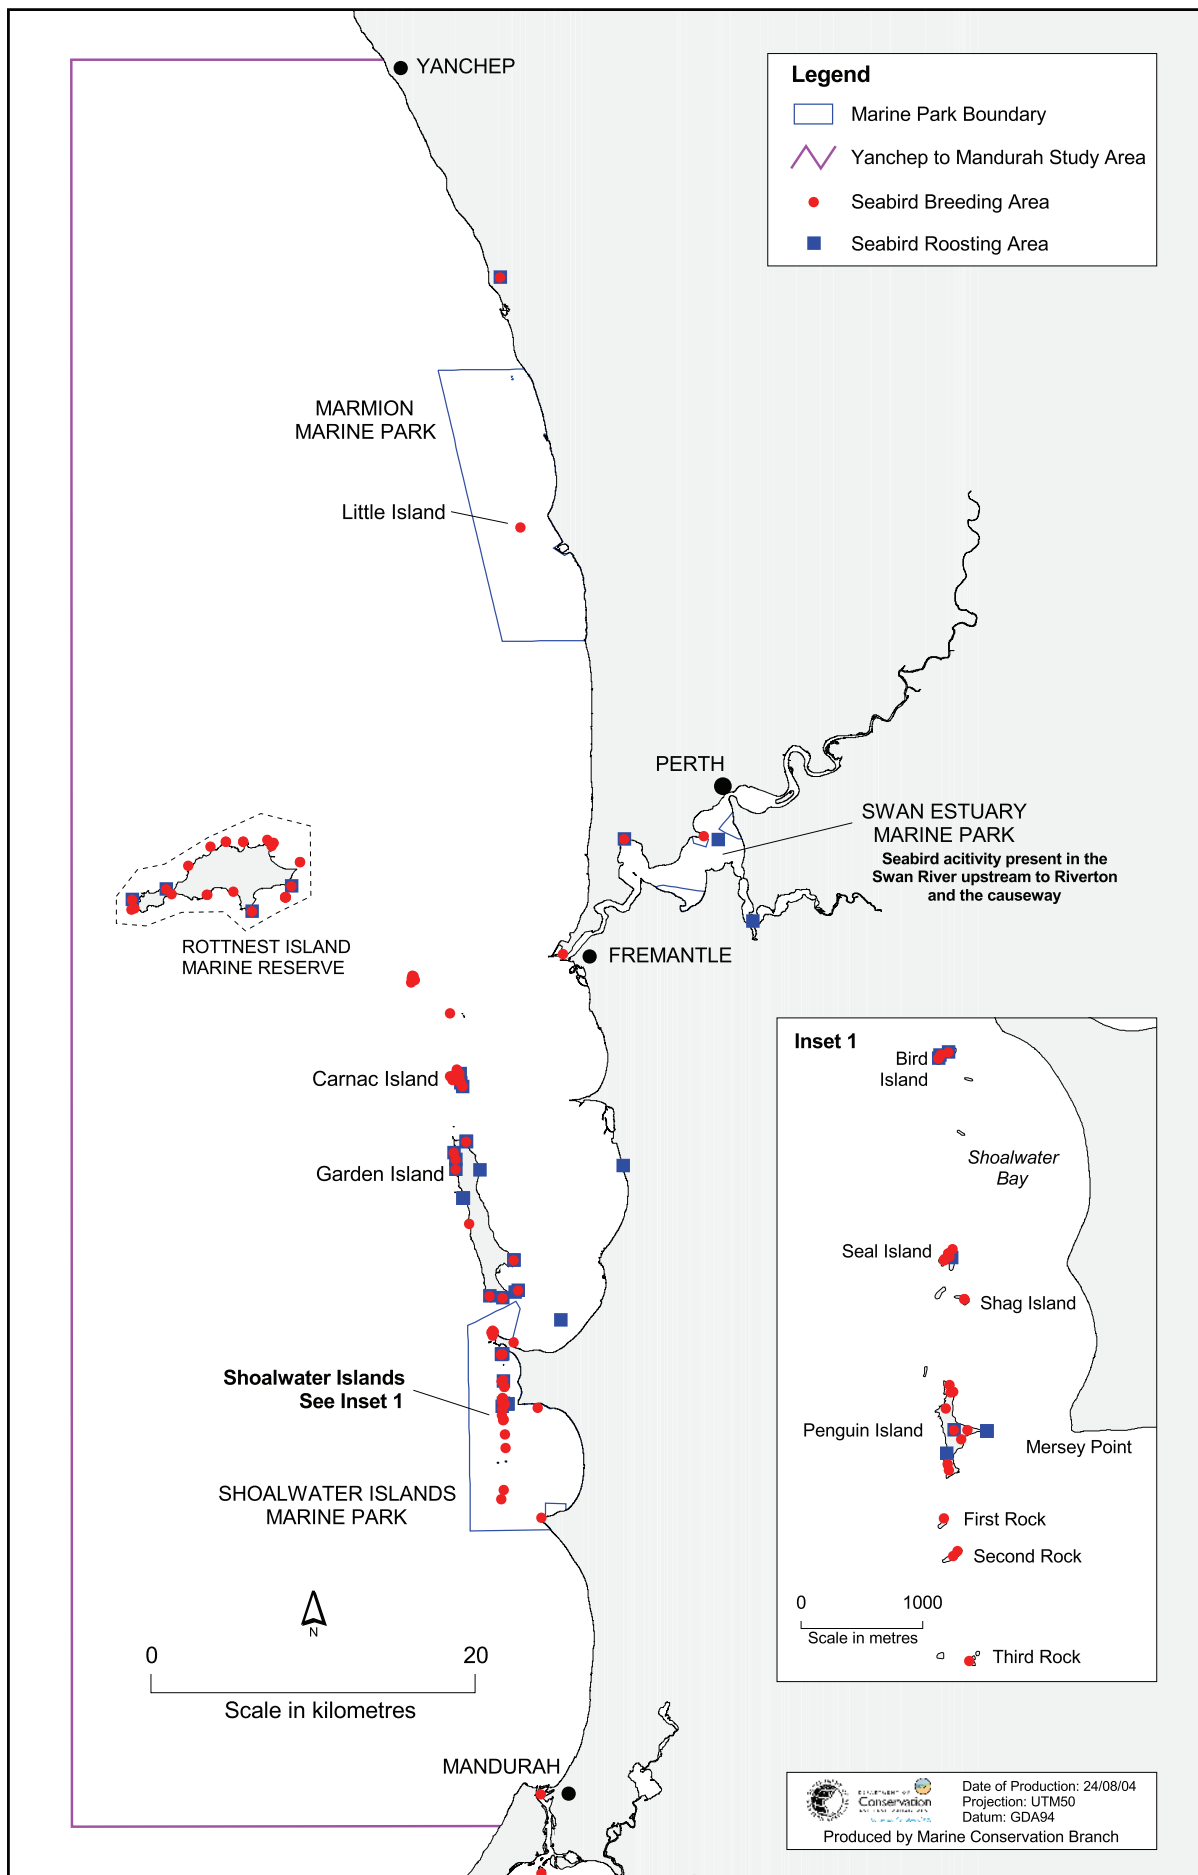 YANCHEP
Legend
Marine Park Boundary
Yanchep to Mandurah Study Area
Seabird Breeding Area
Seabird Roosting Area
MARMION
MARINE PARK
Little Island
PERTH
SWAN ESTUARY
MARINE PARK
Seabird acitivity present in the
Swan River upstream to Riverton
and the causeway
ROTTNEST ISLAND
MARINE RESERVE
FREMANTLE
Carnac Island
Garden Island
Shoalwater Islands
See Inset 1
SHOALWATER ISLANDS
MARINE PARK
N
0 20
Scale in kilometres
MANDURAH
Inset 1
Bird
Island
Shoalwater
Bay
Seal Island
Shag Island
Penguin Island
Mersey Point
First Rock
Second Rock
0 1000
Scale in metres
Third Rock
DEPARTMENT OF
Conservation
Date of Production: 24/08/04
Projection: UTM50
Datum: GDA94
Produced by Marine Conservation Branch